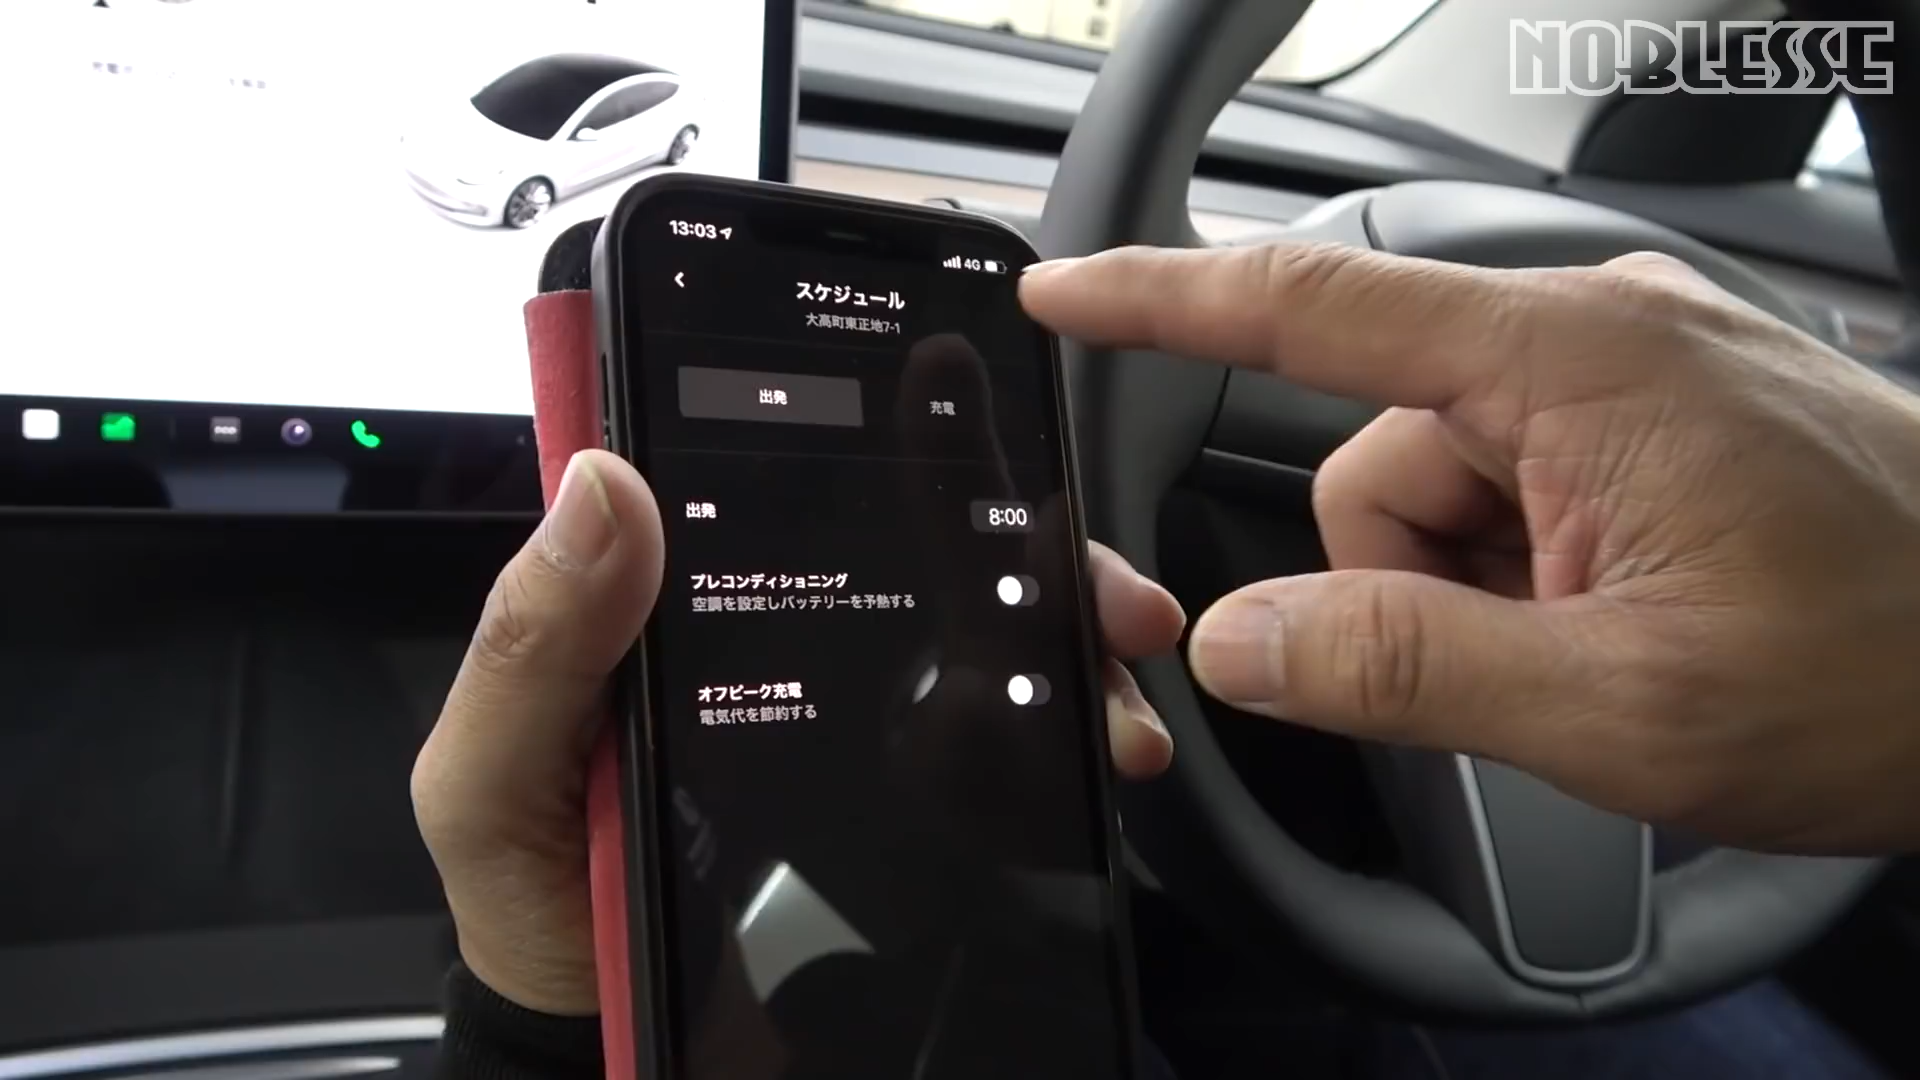 NOBLESSE
13:03
4G
スケジュール
大高町東正地7-1
出発
充電
出発
8:00
プレコンディショニング
空調を設定しバッテリーを予熱する
オフピーク充電
電気代を節約する